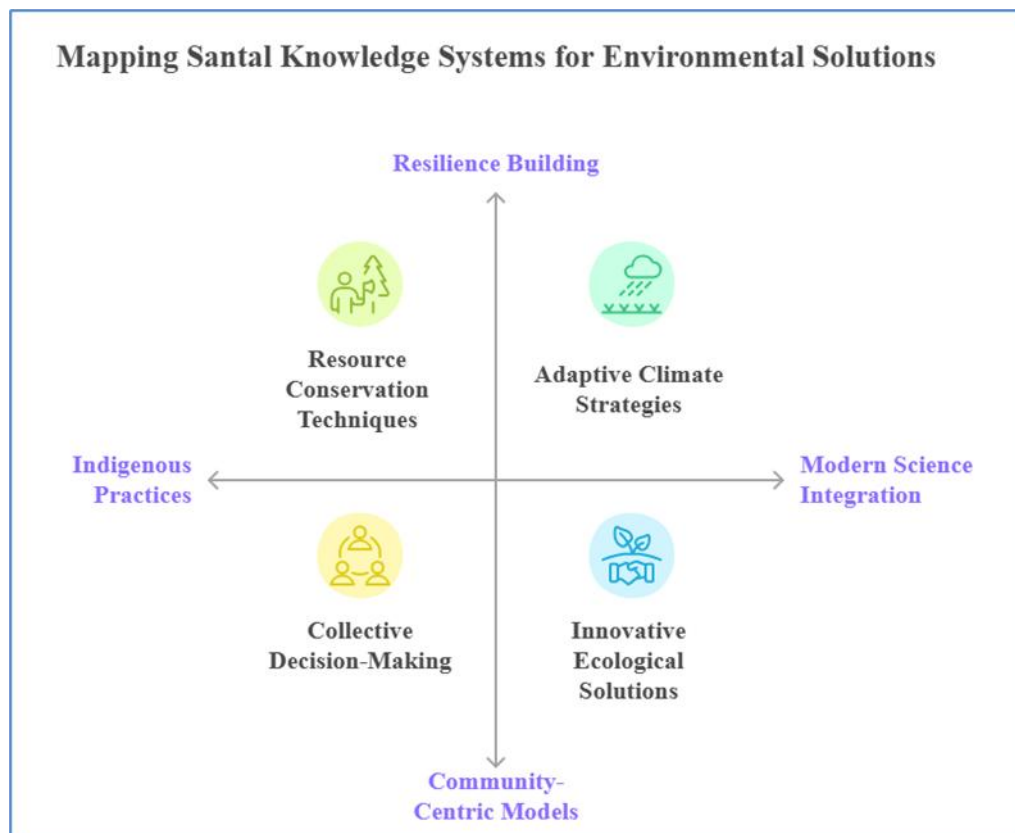 Mapping Santal Knowledge Systems for Environmental Solutions
Resilience Building
Resource
Conservation
Techniques
Adaptive Climate
Strategies
Indigenous
Practices
Modern Science
Integration
Collective
Decision-Making
Innovative
Ecological
Solutions
Community-
Centric Models